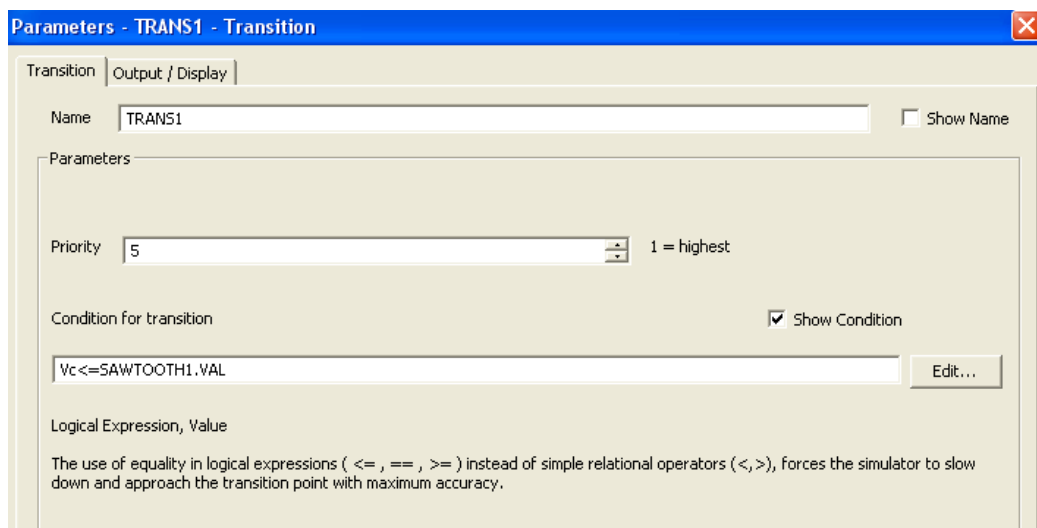 Parameters - TRANS1 - Transition
Transition Output / Display
Name TRANS1 Show Name
Parameters
Priority 5 1 = highest
Condition for transition Show Condition
Vc<=SAWTOOTH1.VAL Edit...
Logical Expression, Value
The use of equality in logical expressions ( <= , == , >= ) instead of simple relational operators (<,>), forces the simulator to slow
down and approach the transition point with maximum accuracy.